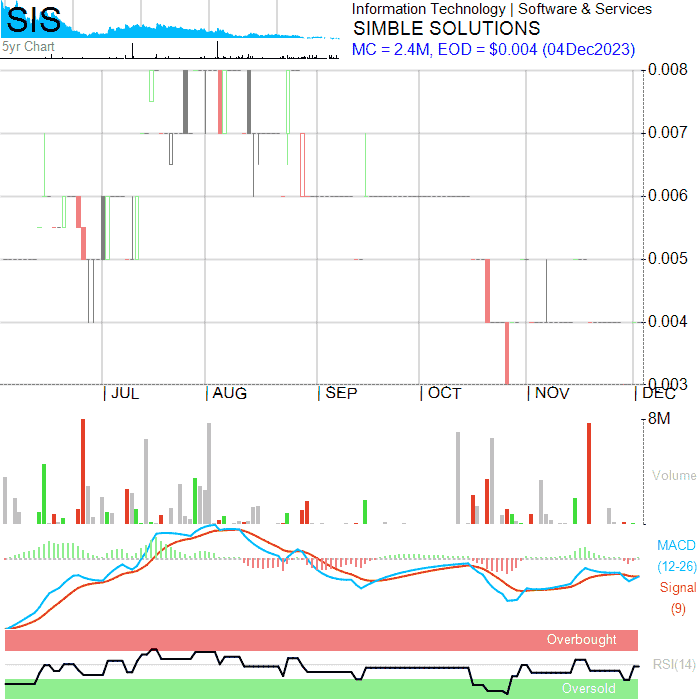 SIS
5yr Chart
Information Technology | Software & Services
SIMBLE SOLUTIONS
MC = 2.4M, EOD = $0.004 (04Dec2023)
0.008
0.007
0.006
0.005
0.004
0.003
JUL
AUG
SEP
OCT
NOV
DEC
8M
Volume
MACD
(12-26)
Signal
(9)
Overbought
RSI(14)
Oversold